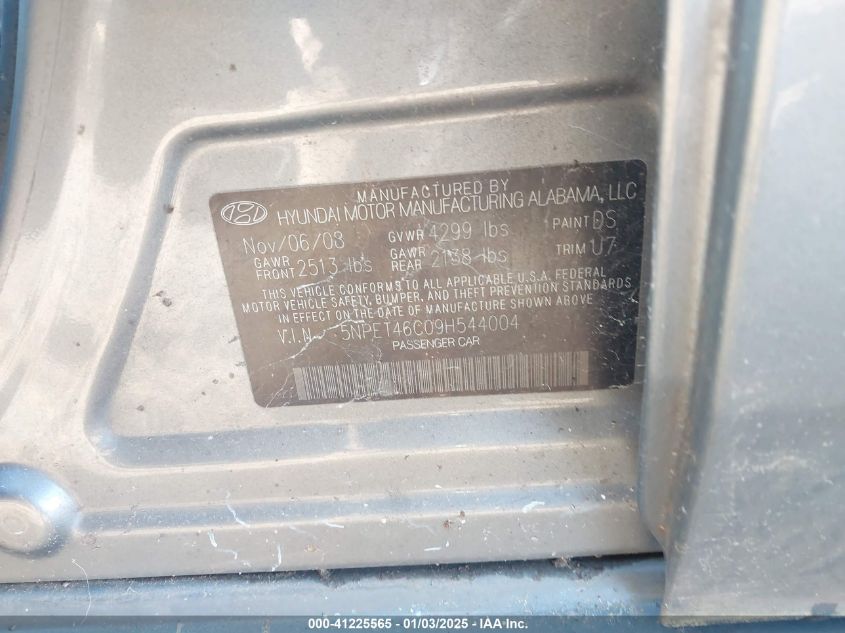 MANUFACTURED BY
HYUNDAI MOTOR MANUFACTURING ALABAMA, LLC
Nov/06/08 GVWR 4299 lbs PAINT DS
GAWR FRONT 2513 lbs GAWR REAR 2138 lbs TRIM U7
THIS VEHICLE CONFORMS TO ALL APPLICABLE U.S.A. FEDERAL
MOTOR VEHICLE SAFETY, BUMPER, AND THEFT PREVENTION STANDARDS
IN EFFECT ON THE DATE OF MANUFACTURE SHOWN ABOVE.
V.I.N. 5NPET46C09H544004
PASSENGER CAR
000-41225565 - 01/03/2025 - IAA Inc.